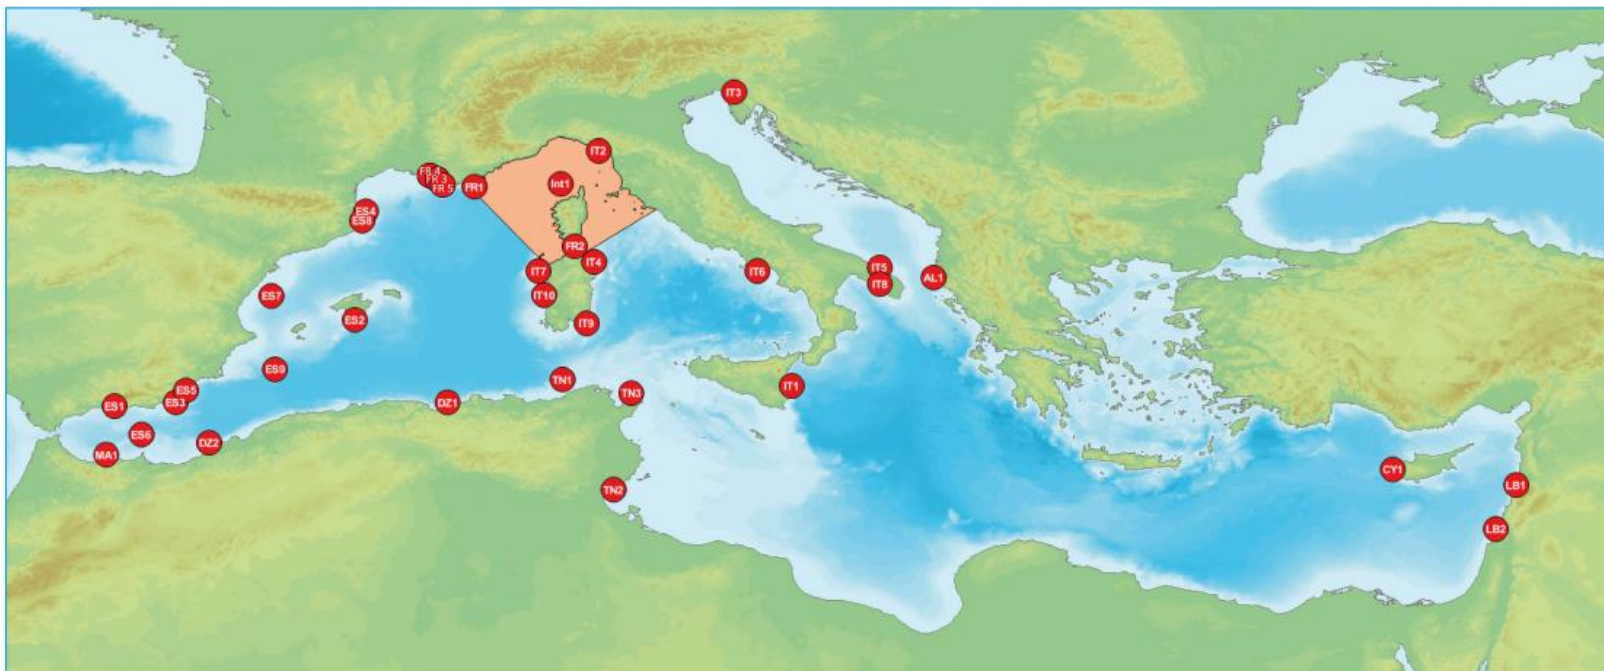 IT3
IT2
FR 4
FR 3
FR 5
FR1
Int1
ES4
ES8
FR2
IT4
IT7
IT6
IT5
AL1
IT8
IT10
ES7
ES2
IT9
ES9
TN1
IT1
ES5
TN3
ES3
DZ1
ES1
ES6
DZ2
MA1
CY1
LB1
TN2
LB2